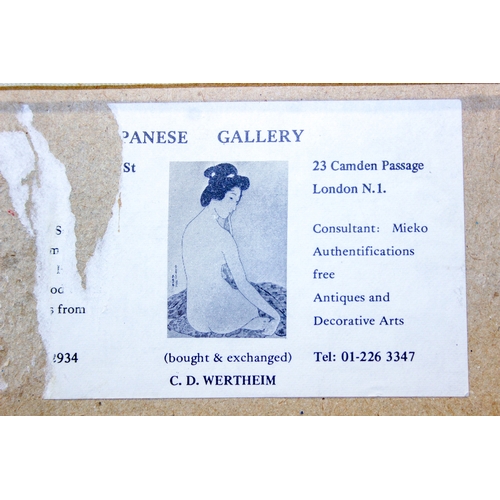 PANESE GALLERY
St
23 Camden Passage
London N.1.
S
Consultant: Mieko
Authentifications
free
Antiques and
s from
Decorative Arts
2934
(bought & exchanged)
Tel: 01-226 3347
C. D. WERTHEIM